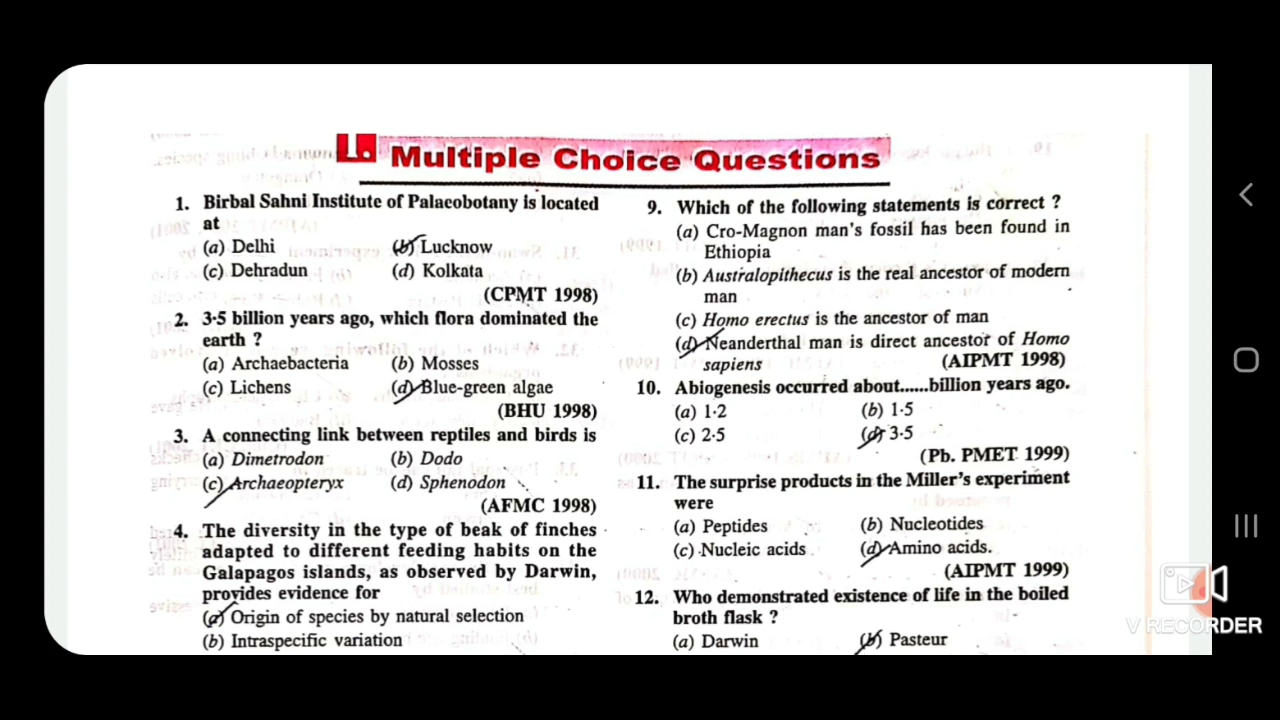 I. Multiple Choice Questions
1. Birbal Sahni Institute of Palaeobotany is located
at
(a) Delhi (b) Lucknow
(c) Dehradun (d) Kolkata
(CPMT 1998)
2. 3·5 billion years ago, which flora dominated the
earth ?
(a) Archaebacteria (b) Mosses
(c) Lichens (d) Blue-green algae
(BHU 1998)
3. A connecting link between reptiles and birds is
(a) Dimetrodon (b) Dodo
(c) Archaeopteryx (d) Sphenodon
(AFMC 1998)
4. The diversity in the type of beak of finches
adapted to different feeding habits on the
Galapagos islands, as observed by Darwin,
provides evidence for
(a) Origin of species by natural selection
(b) Intraspecific variation
9. Which of the following statements is correct ?
(a) Cro-Magnon man's fossil has been found in
Ethiopia
(b) Australopithecus is the real ancestor of modern
man
(c) Homo erectus is the ancestor of man
(d) Neanderthal man is direct ancestor of Homo
sapiens (AIPMT 1998)
10. Abiogenesis occurred about......billion years ago.
(a) 1·2 (b) 1·5
(c) 2·5 (d) 3·5
(Pb. PMET 1999)
11. The surprise products in the Miller's experiment
were
(a) Peptides (b) Nucleotides
(c) Nucleic acids (d) Amino acids.
(AIPMT 1999)
12. Who demonstrated existence of life in the boiled
broth flask ?
(a) Darwin (b) Pasteur
V RECORDER